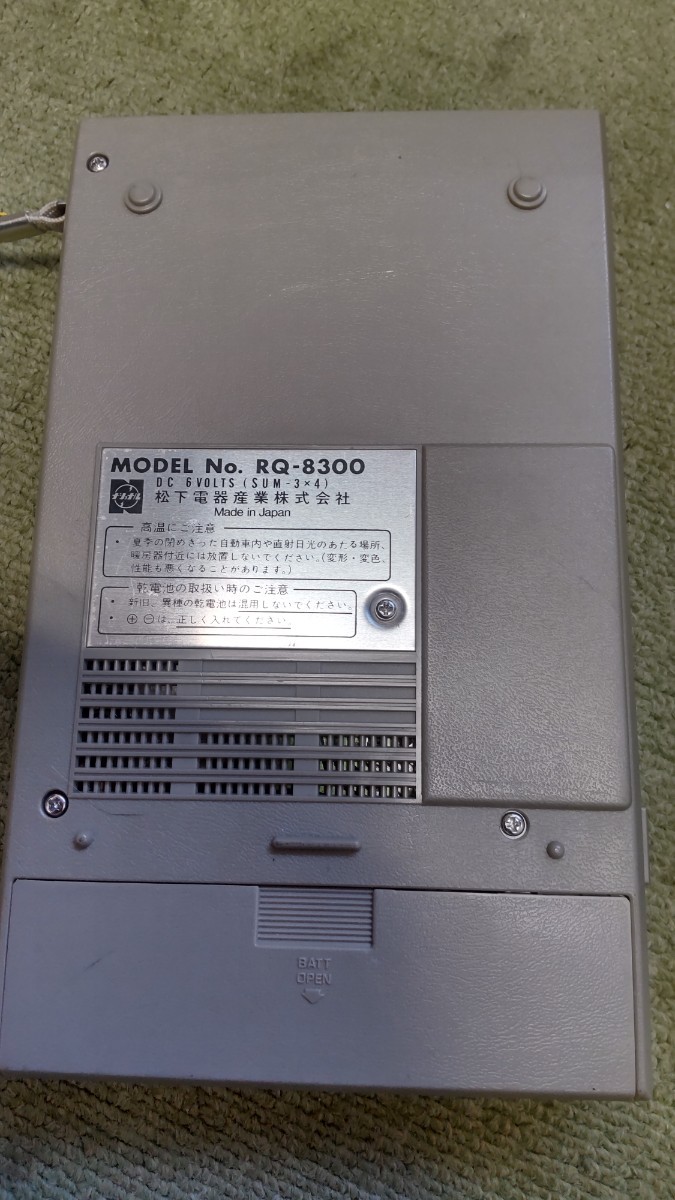 MODEL No. RQ-8300
DC 6VOLTS (SUM-3×4)
ナショナル
松下電器産業株式会社
Made in Japan
高温にご注意
・ 夏季の閉めきった自動車内や直射日光のあたる場所、
暖房器付近には放置しないでください。(変形・変色、
性能も悪くなることがあります。)
乾電池の取扱い時のご注意
・ 新旧、異種の乾電池は混用しないでください。
・ ⊕ ⊖は、正しく入れてください。
BATT
OPEN